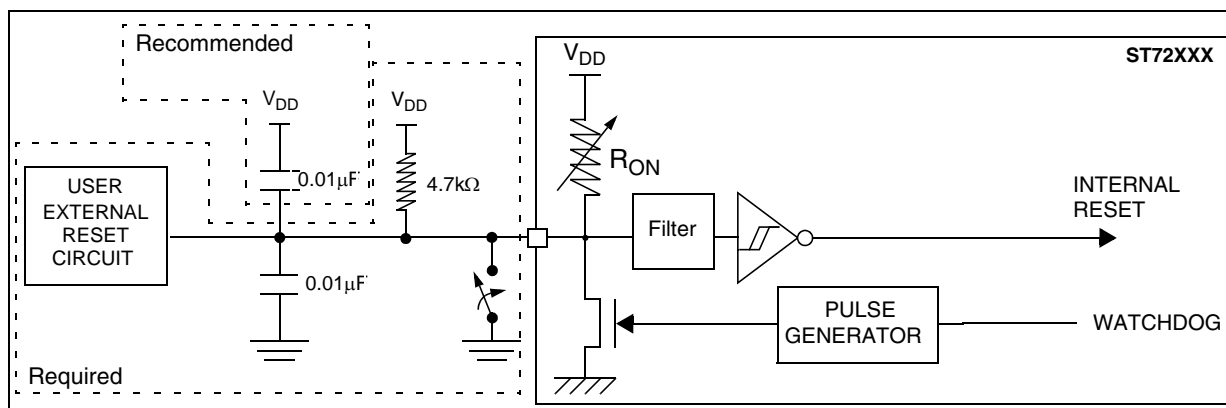 Recommended
ST72XXX
VDD
VDD
VDD
RON
0.01µF
4.7kΩ
USER
EXTERNAL
RESET
CIRCUIT
Filter
INTERNAL
RESET
0.01µF
PULSE
GENERATOR
WATCHDOG
Required